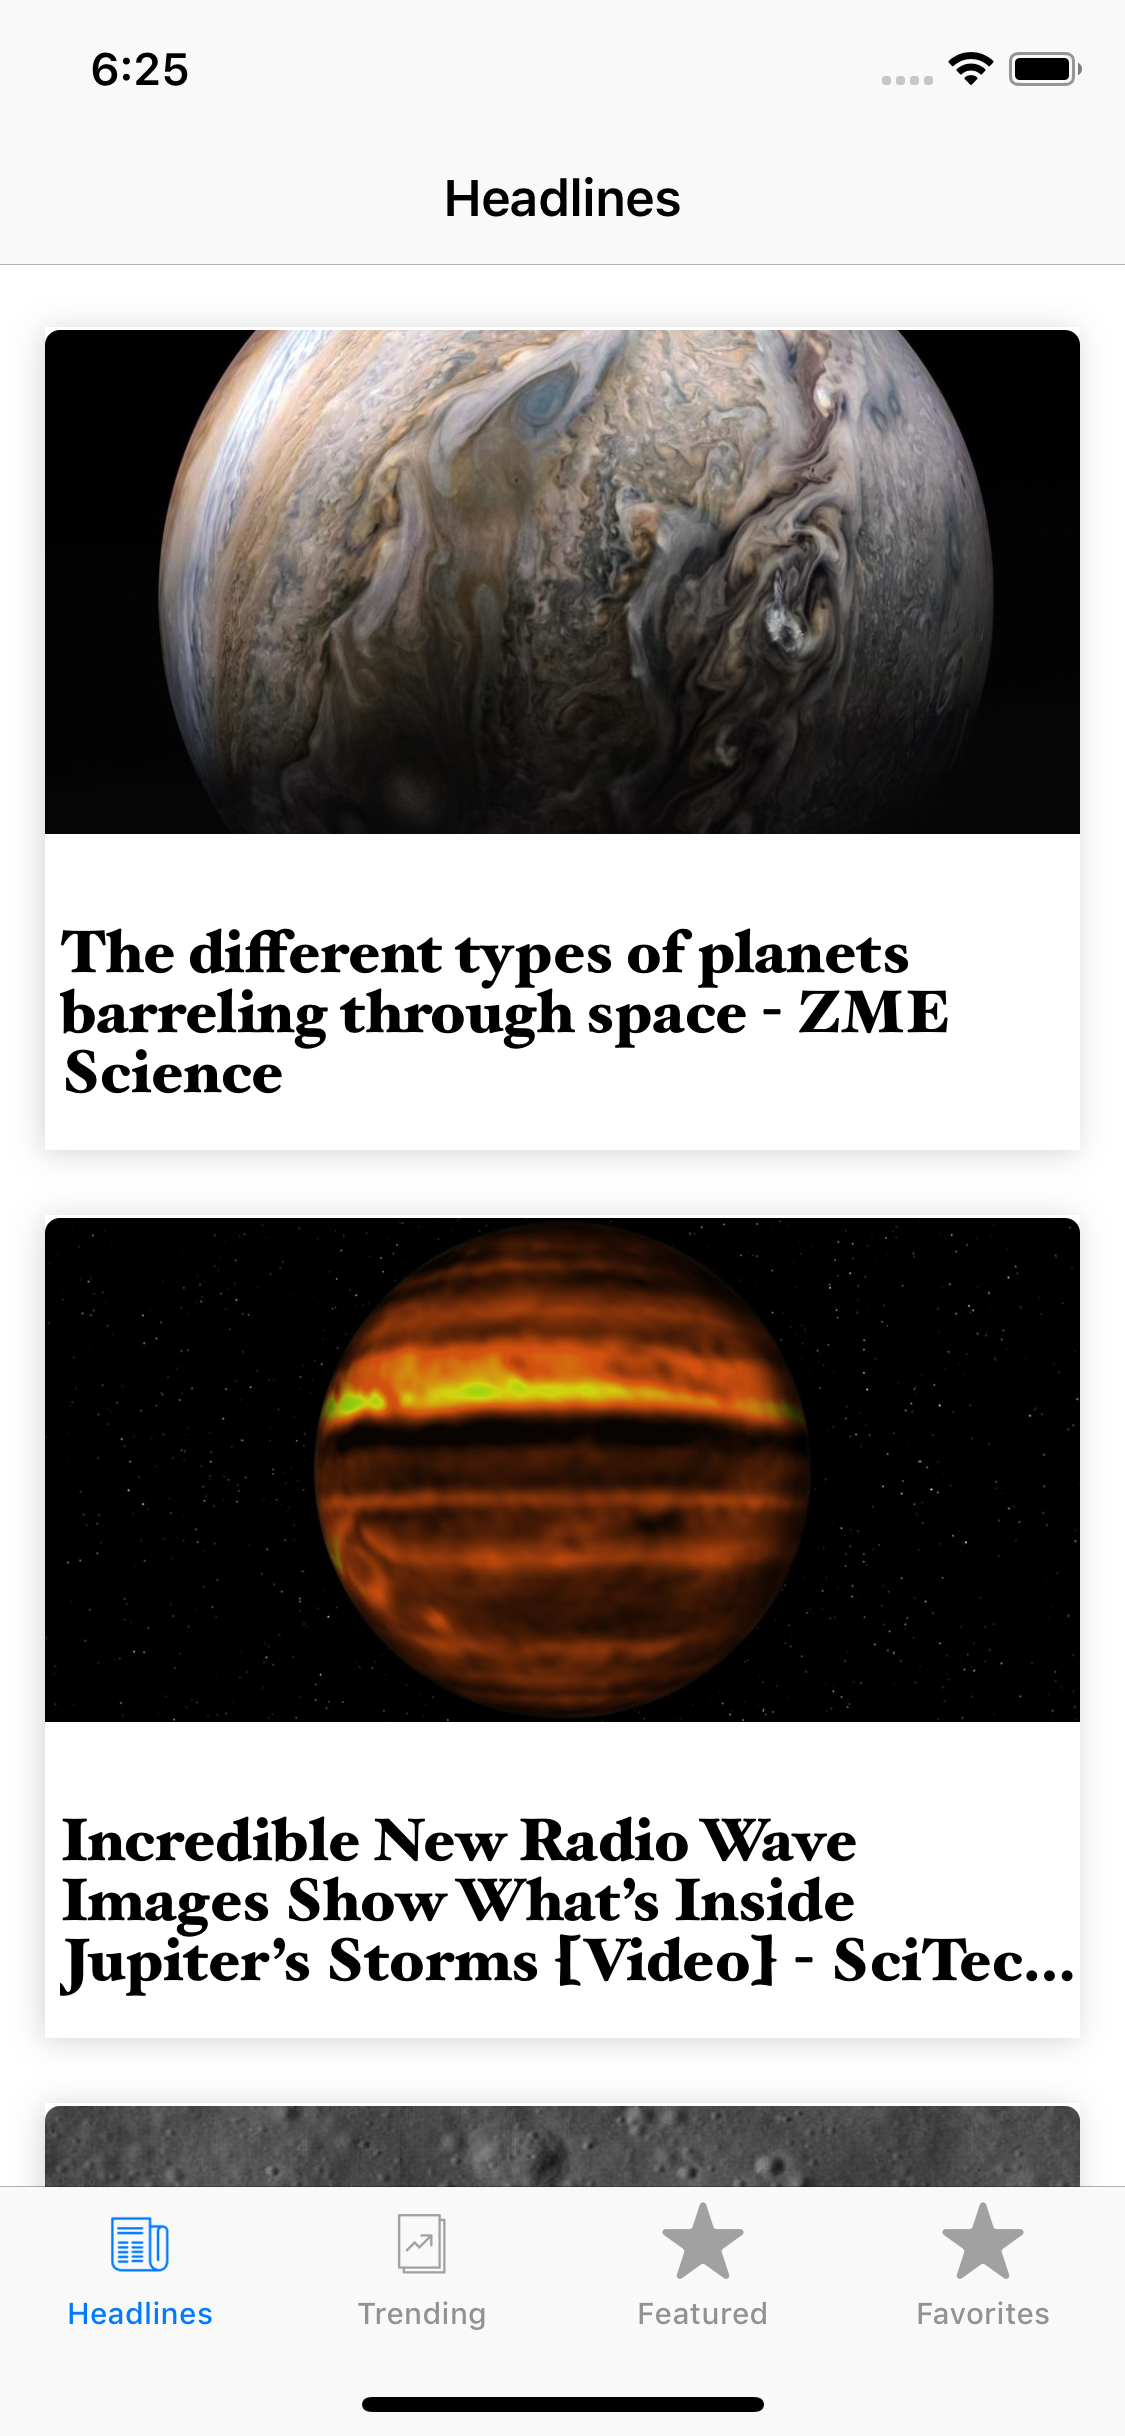 6:25
Headlines
The different types of planets
barreling through space - ZME
Science
Incredible New Radio Wave
Images Show What’s Inside
Jupiter’s Storms [Video] - SciTec...
Headlines
Trending
Featured
Favorites